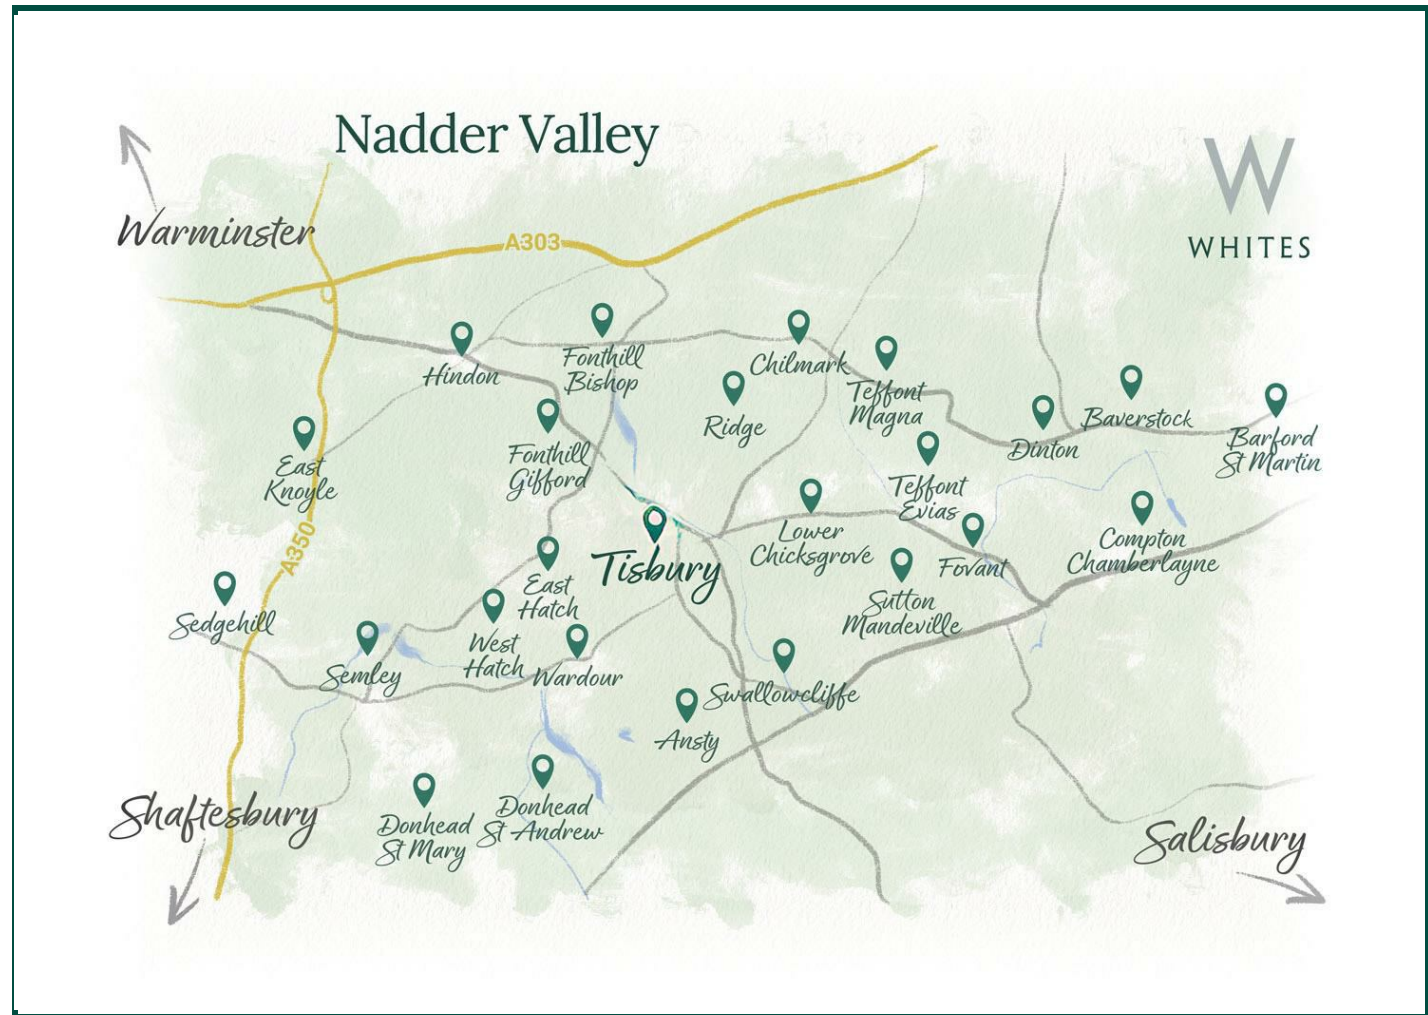 Nadder Valley
W
WHITES
Warminster
A303
Hindon
Fonthill
Bishop
Chilmark
Teffont
Magna
Ridge
Dinton
Baverstock
Barford
St Martin
East
Knoyle
Fonthill
Gifford
Teffont
Evias
A350
Tisbury
Lower
Chicksgrove
Fovant
Compton
Chamberlayne
Sedgehill
East
Hatch
Sutton
Mandeville
Semley
West
Hatch
Wardour
Swallowcliffe
Ansty
Shaftesbury
Donhead
St Mary
Donhead
St Andrew
Salisbury